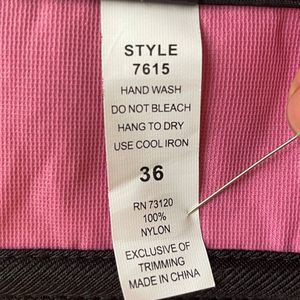 STYLE
7615
HAND WASH
DO NOT BLEACH
HANG TO DRY
USE COOL IRON
36
RN 73120
100%
NYLON
EXCLUSIVE OF
TRIMMING
MADE IN CHINA